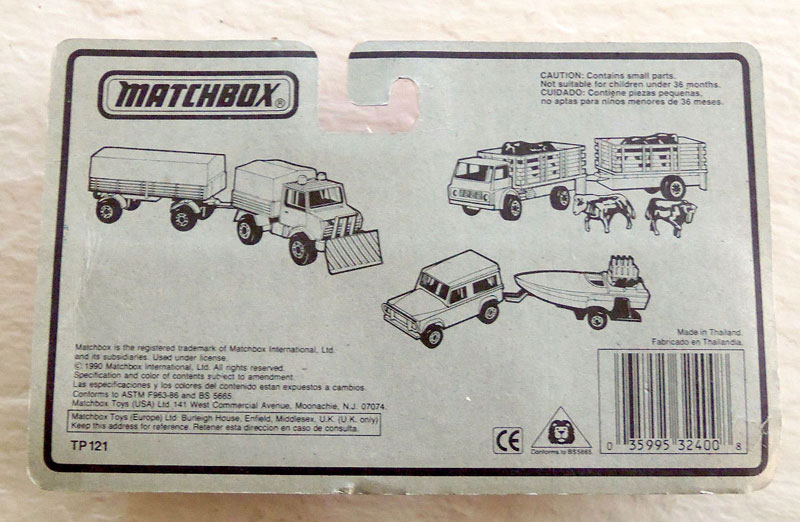 MATCHBOX®
CAUTION: Contains small parts.
Not suitable for children under 36 months.
CUIDADO: Contiene piezas pequenas,
no aptas para ninos menores de 36 meses.
Made in Thailand.
Fabricado en Thailandia.
Matchbox is the registered trademark of Matchbox International, Ltd.
and its subsidiaries. Used under license.
© 1990 Matchbox International, Ltd. All rights reserved.
Specification and color of contents subject to amendment.
Las especificaciones y los colores del contenido estan expuestos a cambios.
Conforms to ASTM F963-86 and BS 5665.
Matchbox Toys (USA) Ltd. 141 West Commercial Avenue, Moonachie, N.J. 07074.
Matchbox Toys (Europe) Ltd. Burleigh House, Enfield, Middlesex, U.K. (U.K. only)
Keep this address for reference. Retener esta direccion en caso de consulta.
TP 121
CE
Conforms to BS5665
0 35995 32400 8